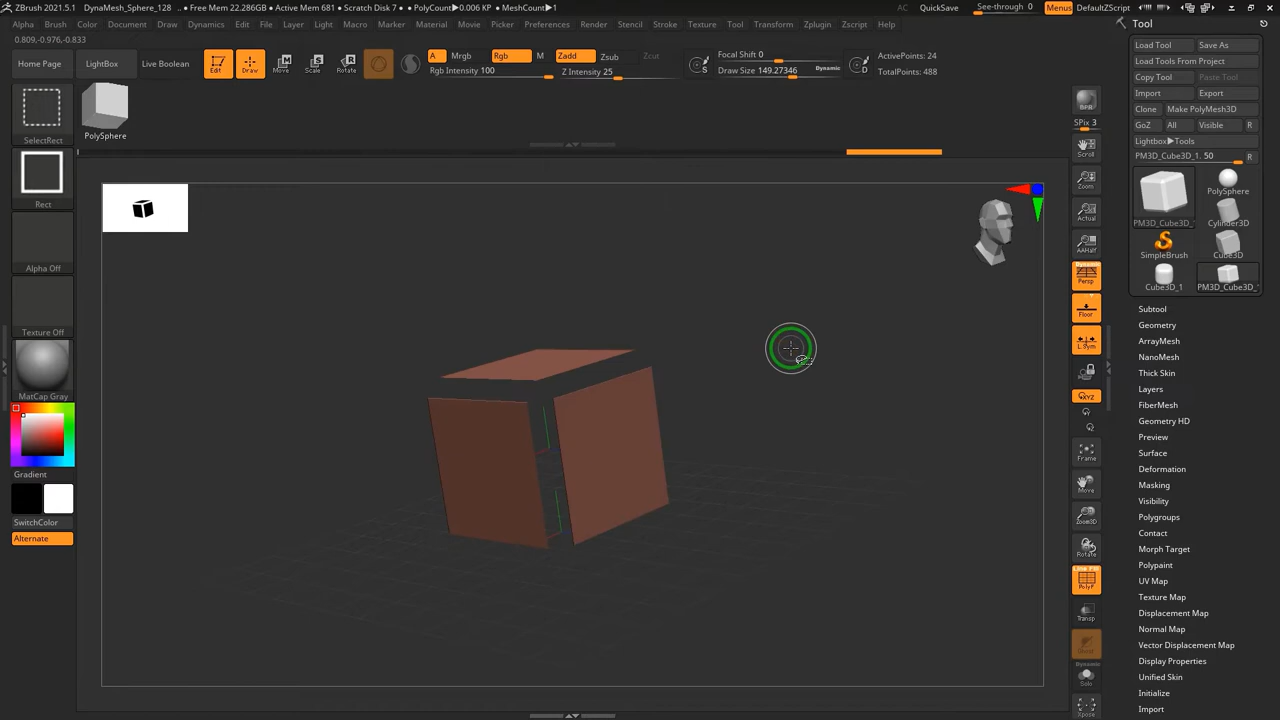 ZBrush 2021.5.1 DynaMesh_Sphere_128 .. • Free Mem 22.286GB • Active Mem 681 • Scratch Disk 7 • PolyCount▶0.006 KP • MeshCount▶1
AC QuickSave See-through 0 Menus DefaultZScript
Alpha Brush Color Document Draw Dynamics Edit File Layer Light Macro Marker Material Movie Picker Preferences Render Stencil Stroke Texture Tool Transform Zplugin Zscript Help
0.809,-0.976,-0.833
Home Page LightBox Live Boolean Edit Draw Move Scale Rotate
A Mrgb Rgb M Zadd Zsub Zcut
Rgb Intensity 100 Z Intensity 25
S Focal Shift 0
Draw Size 149.27346 Dynamic D
ActivePoints: 24
TotalPoints: 488
SelectRect
Rect
Alpha Off
Texture Off
MatCap Gray
Gradient
SwitchColor
Alternate
PolySphere
BPR
SPix 3
Scroll
Zoom
Actual
AAHalf
Dynamic
Persp
Floor
L.Sym
XYZ
Y
Z
Frame
Move
Zoom3D
Rotate
Line Fill
PolyF
Transp
Ghost
Dynamic
Solo
Xpose
Tool
Load Tool Save As
Load Tools From Project
Copy Tool Paste Tool
Import Export
Clone Make PolyMesh3D
GoZ All Visible R
Lightbox▶Tools
PM3D_Cube3D_1. 50 R
PM3D_Cube3D_ PolySphere
Cylinder3D
SimpleBrush Cube3D
Cube3D_1 PM3D_Cube3D_
Subtool
Geometry
ArrayMesh
NanoMesh
Thick Skin
Layers
FiberMesh
Geometry HD
Preview
Surface
Deformation
Masking
Visibility
Polygroups
Contact
Morph Target
Polypaint
UV Map
Texture Map
Displacement Map
Normal Map
Vector Displacement Map
Display Properties
Unified Skin
Initialize
Import